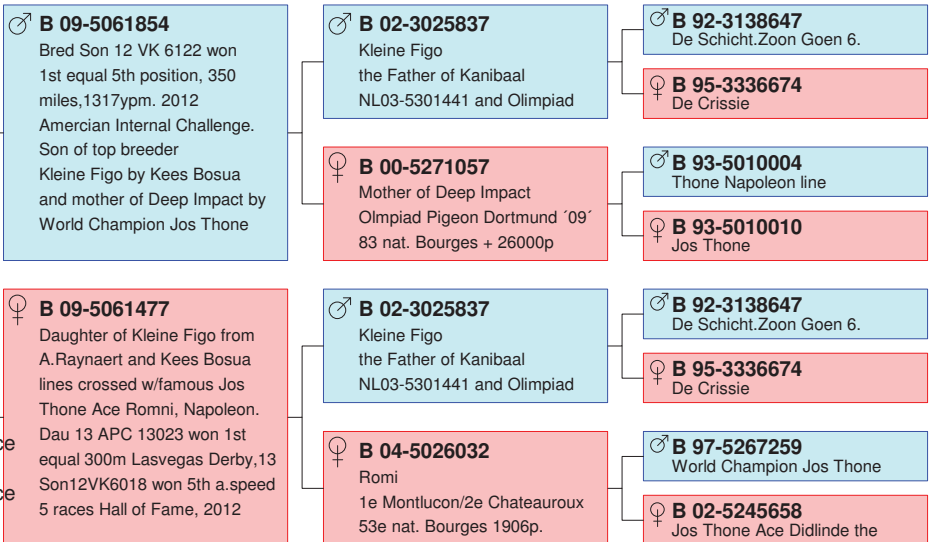 B 09-5061854
Bred Son 12 VK 6122 won
1st equal 5th position, 350
miles,1317ypm. 2012
Amercian Internal Challenge.
Son of top breeder
Kleine Figo by Kees Bosua
and mother of Deep Impact by
World Champion Jos Thone
B 09-5061477
Daughter of Kleine Figo from
A.Raynaert and Kees Bosua
lines crossed w/famous Jos
Thone Ace Romni, Napoleon.
Dau 13 APC 13023 won 1st
equal 300m Lasvegas Derby,13
Son12VK6018 won 5th a.speed
5 races Hall of Fame, 2012
B 02-3025837
Kleine Figo
the Father of Kanibaal
NL03-5301441 and Olimpiad
B 00-5271057
Mother of Deep Impact
Olmpiad Pigeon Dortmund ´09´
83 nat. Bourges + 26000p
B 02-3025837
Kleine Figo
the Father of Kanibaal
NL03-5301441 and Olimpiad
B 04-5026032
Romi
1e Montlucon/2e Chateauroux
53e nat. Bourges 1906p.
B 92-3138647
De Schicht.Zoon Goen 6.
B 95-3336674
De Crissie
B 93-5010004
Thone Napoleon line
B 93-5010010
Jos Thone
B 92-3138647
De Schicht.Zoon Goen 6.
B 95-3336674
De Crissie
B 97-5267259
World Champion Jos Thone
B 02-5245658
Jos Thone Ace Didlinde the